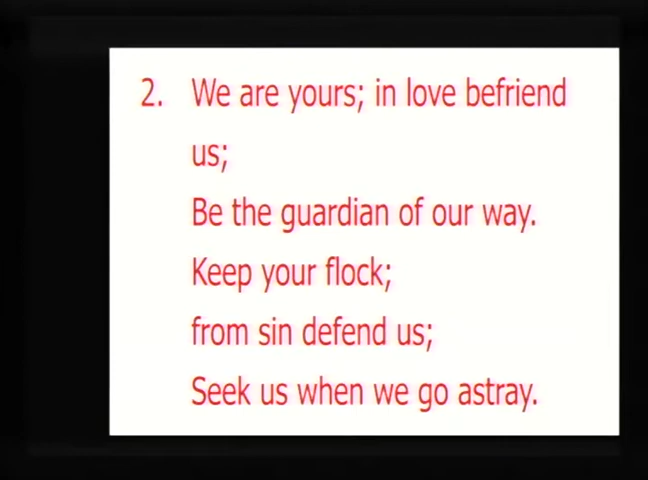 2. We are yours; in love befriend
us;
Be the guardian of our way.
Keep your flock;
from sin defend us;
Seek us when we go astray.